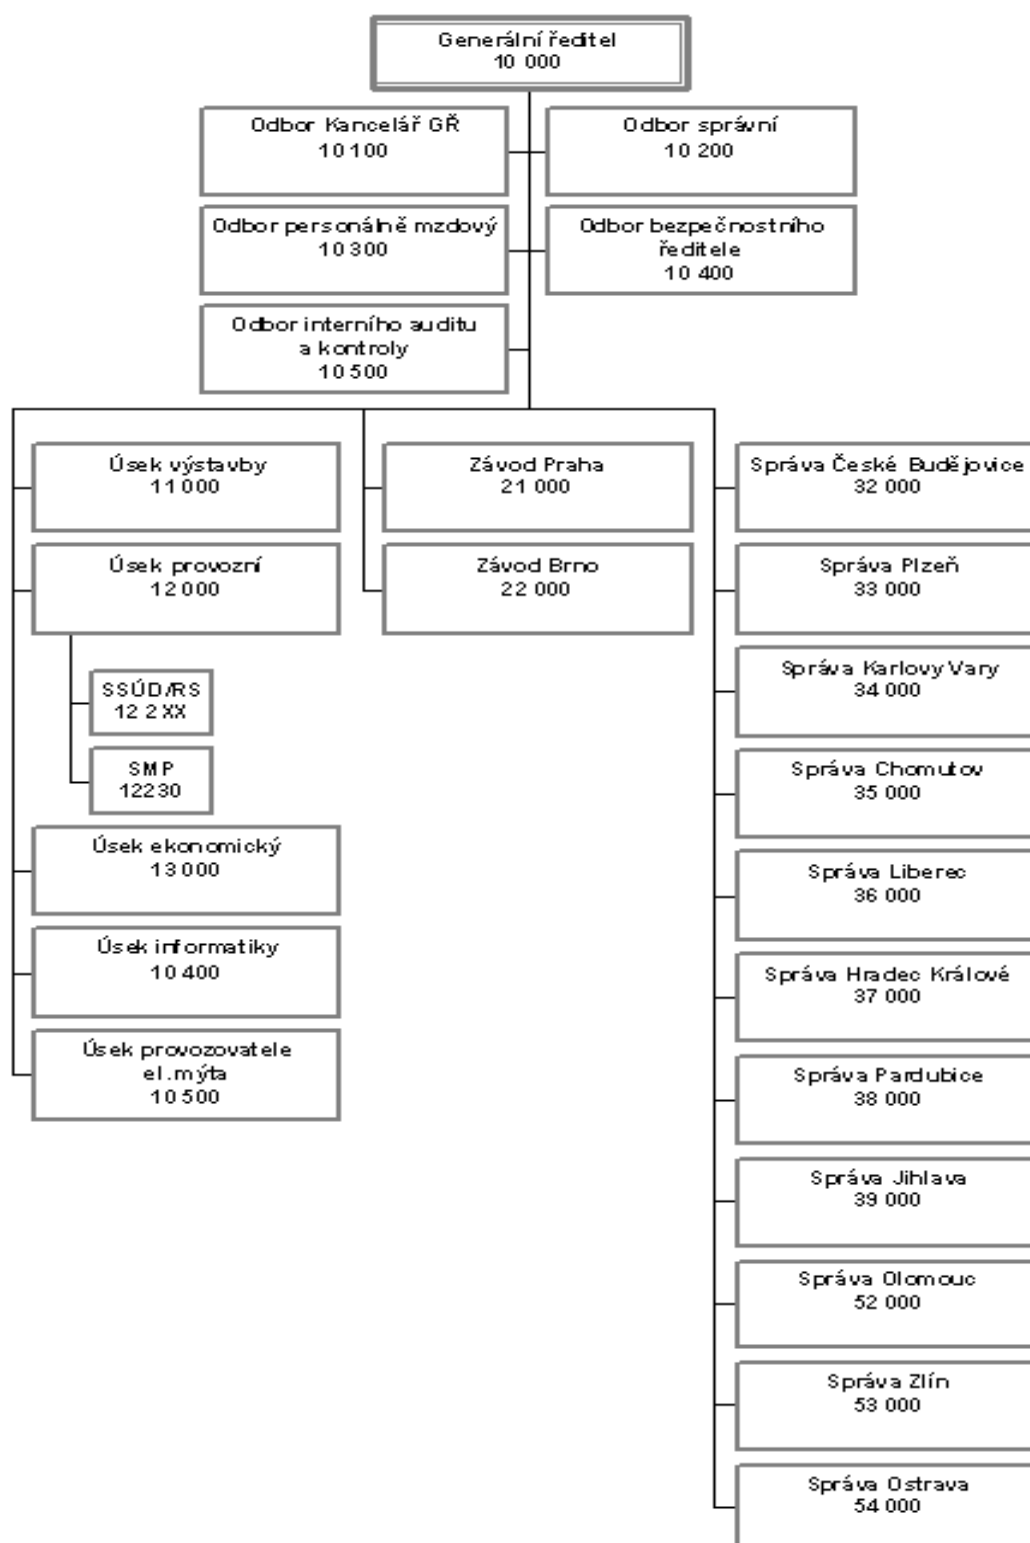 Generální ředitel
10 000
Odbor Kancelář GŘ
10 100
Odbor správní
10 200
Odbor personálně mzdový
10 300
Odbor bezpečnostního
ředitele
10 400
Odbor interního auditu
a kontroly
10 500
Úsek výstavby
11 000
Úsek provozní
12 000
SSÚD/RS
12 2 XX
SMP
12230
Úsek ekonomický
13 000
Úsek informatiky
10 400
Úsek provozovatele
el.mýta
10 500
Závod Praha
21 000
Závod Brno
22 000
Správa České Budějovice
32 000
Správa Plzeň
33 000
Správa Karlovy Vary
34 000
Správa Chomutov
35 000
Správa Liberec
36 000
Správa Hradec Králové
37 000
Správa Pardubice
38 000
Správa Jihlava
39 000
Správa Olomouc
52 000
Správa Zlín
53 000
Správa Ostrava
54 000